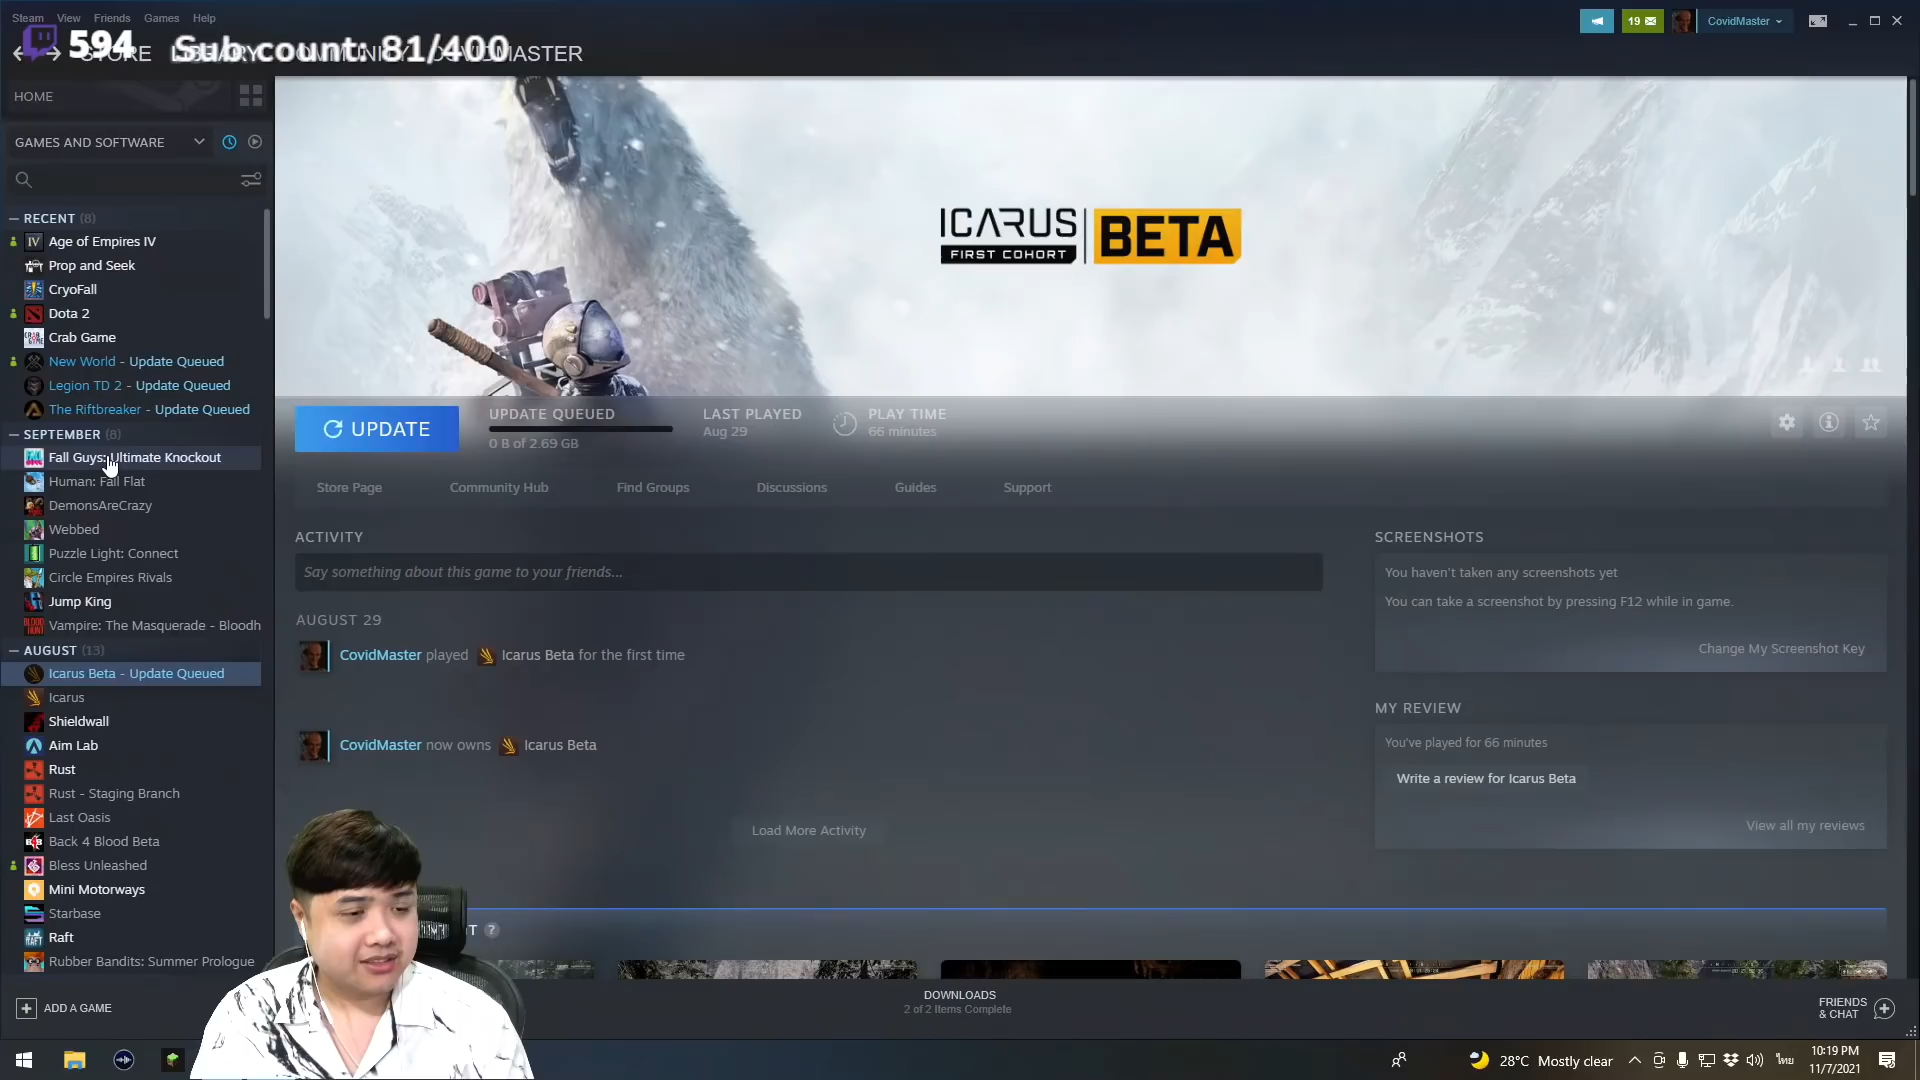 Steam View Friends Games Help
594 Sub count: 81/400
STORE LIBRARY COMMUNITY COVIDMASTER
19
CovidMaster
HOME
GAMES AND SOFTWARE
RECENT (8)
Age of Empires IV
Prop and Seek
CryoFall
Dota 2
Crab Game
New World - Update Queued
Legion TD 2 - Update Queued
The Riftbreaker - Update Queued
SEPTEMBER (8)
Fall Guys: Ultimate Knockout
Human: Fall Flat
DemonsAreCrazy
Webbed
Puzzle Light: Connect
Circle Empires Rivals
Jump King
Vampire: The Masquerade - Bloodh
AUGUST (13)
Icarus Beta - Update Queued
Icarus
Shieldwall
Aim Lab
Rust
Rust - Staging Branch
Last Oasis
Back 4 Blood Beta
Bless Unleashed
Mini Motorways
Starbase
Raft
Rubber Bandits: Summer Prologue
ADD A GAME
ICARUS BETA
FIRST COHORT
UPDATE
UPDATE QUEUED
0 B of 2.69 GB
LAST PLAYED
Aug 29
PLAY TIME
66 minutes
Store Page Community Hub Find Groups Discussions Guides Support
ACTIVITY
Say something about this game to your friends...
AUGUST 29
CovidMaster played Icarus Beta for the first time
CovidMaster now owns Icarus Beta
Load More Activity
SCREENSHOTS
You haven't taken any screenshots yet
You can take a screenshot by pressing F12 while in game.
Change My Screenshot Key
MY REVIEW
You've played for 66 minutes
Write a review for Icarus Beta
View all my reviews
DOWNLOADS
2 of 2 Items Complete
FRIENDS
& CHAT
28°C Mostly clear
ไทย
10:19 PM
11/7/2021